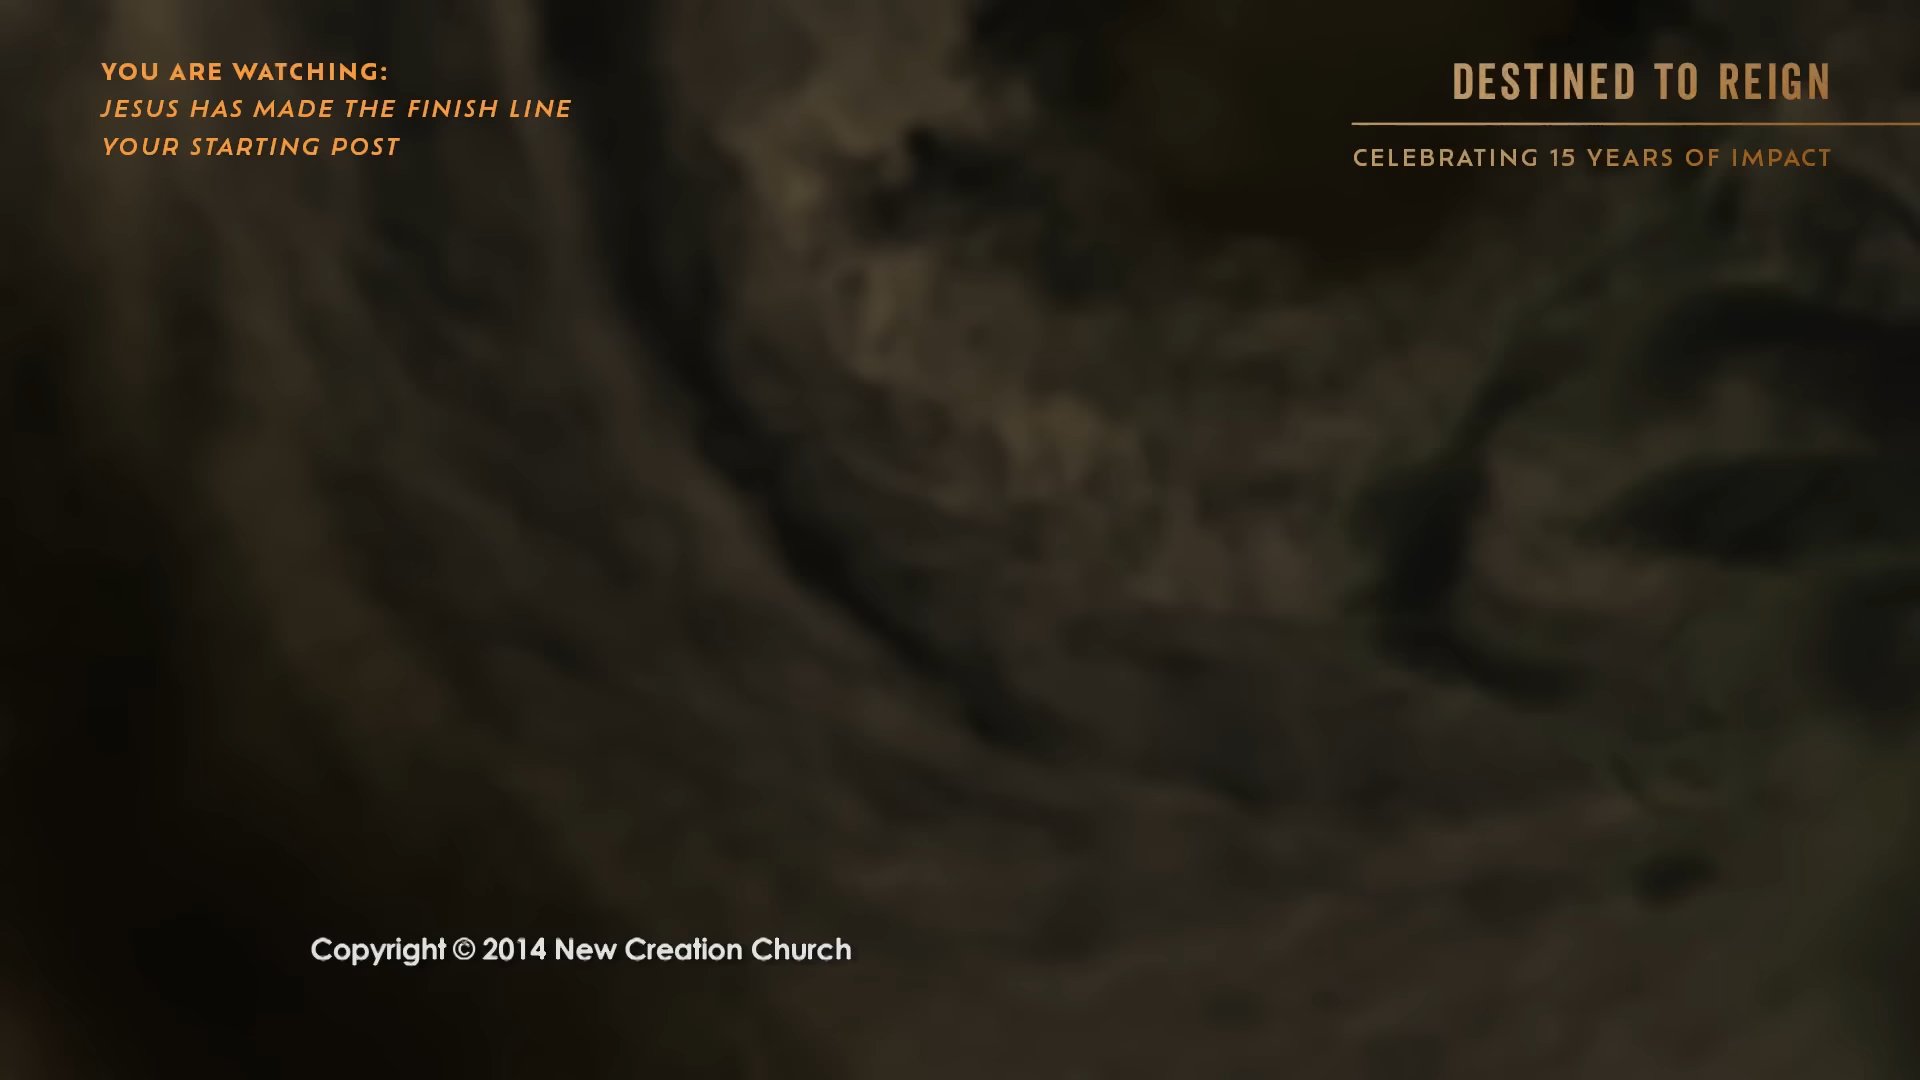 YOU ARE WATCHING:
JESUS HAS MADE THE FINISH LINE
YOUR STARTING POST
DESTINED TO REIGN
CELEBRATING 15 YEARS OF IMPACT
Copyright © 2014 New Creation Church